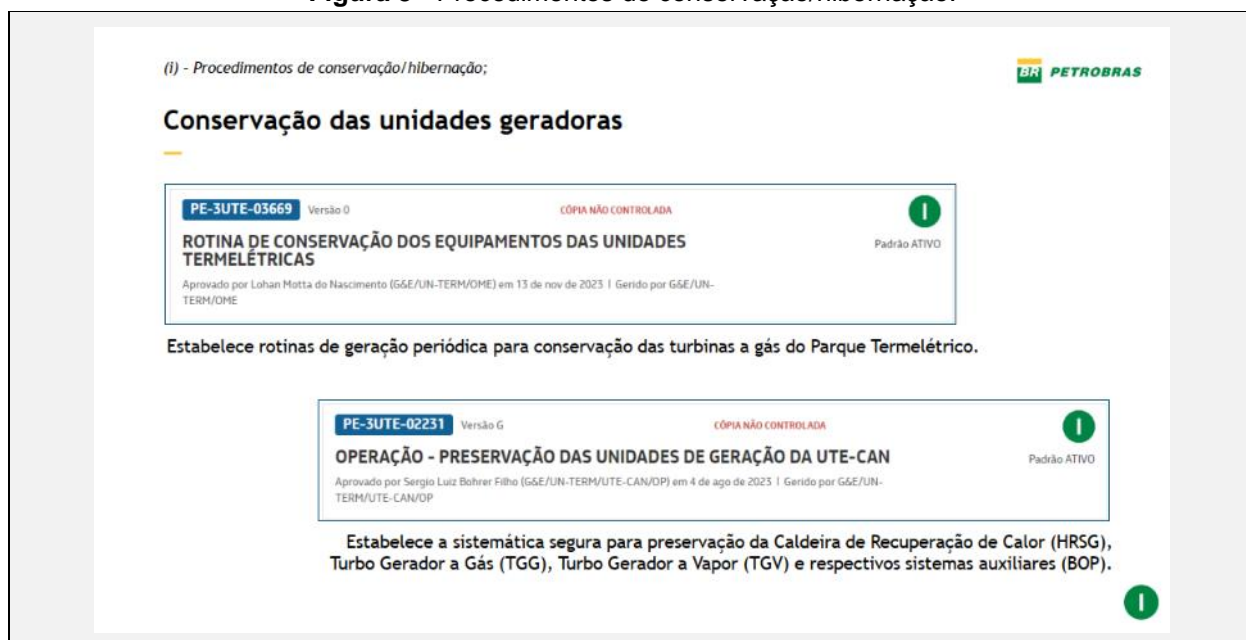 (i) - Procedimentos de conservação/hibernação;
BR PETROBRAS
Conservação das unidades geradoras
PE-3UTE-03669 Versão 0 CÓPIA NÃO CONTROLADA I
ROTINA DE CONSERVAÇÃO DOS EQUIPAMENTOS DAS UNIDADES
TERMELÉTRICAS
Padrão ATIVO
Aprovado por Lohan Motta do Nascimento (G&E/UN-TERM/OME) em 13 de nov de 2023 | Gerido por G&E/UN-
TERM/OME
Estabelece rotinas de geração periódica para conservação das turbinas a gás do Parque Termelétrico.
PE-3UTE-02231 Versão G CÓPIA NÃO CONTROLADA I
OPERAÇÃO - PRESERVAÇÃO DAS UNIDADES DE GERAÇÃO DA UTE-CAN
Padrão ATIVO
Aprovado por Sergio Luiz Bohrer Filho (G&E/UN-TERM/UTE-CAN/OP) em 4 de ago de 2023 | Gerido por G&E/UN-
TERM/UTE-CAN/OP
Estabelece a sistemática segura para preservação da Caldeira de Recuperação de Calor (HRSG),
Turbo Gerador a Gás (TGG), Turbo Gerador a Vapor (TGV) e respectivos sistemas auxiliares (BOP).
I